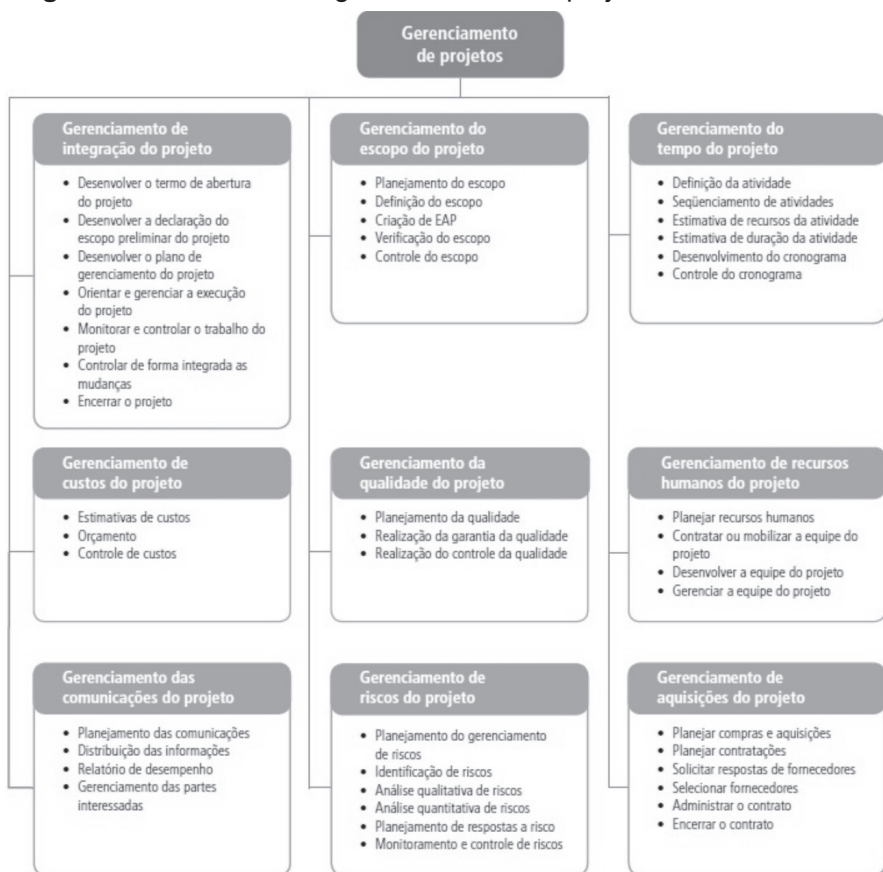 Gerenciamento
de projetos
Gerenciamento de
integração do projeto
• Desenvolver o termo de abertura
do projeto
• Desenvolver a declaração do
escopo preliminar do projeto
• Desenvolver o plano de
gerenciamento do projeto
• Orientar e gerenciar a execução
do projeto
• Monitorar e controlar o trabalho do
projeto
• Controlar de forma integrada as
mudanças
• Encerrar o projeto
Gerenciamento do
escopo do projeto
• Planejamento do escopo
• Definição do escopo
• Criação de EAP
• Verificação do escopo
• Controle do escopo
Gerenciamento do
tempo do projeto
• Definição da atividade
• Seqüenciamento de atividades
• Estimativa de recursos da atividade
• Estimativa de duração da atividade
• Desenvolvimento do cronograma
• Controle do cronograma
Gerenciamento de
custos do projeto
• Estimativas de custos
• Orçamento
• Controle de custos
Gerenciamento da
qualidade do projeto
• Planejamento da qualidade
• Realização da garantia da qualidade
• Realização do controle da qualidade
Gerenciamento de recursos
humanos do projeto
• Planejar recursos humanos
• Contratar ou mobilizar a equipe do
projeto
• Desenvolver a equipe do projeto
• Gerenciar a equipe do projeto
Gerenciamento das
comunicações do projeto
• Planejamento das comunicações
• Distribuição das informações
• Relatório de desempenho
• Gerenciamento das partes
interessadas
Gerenciamento de
riscos do projeto
• Planejamento do gerenciamento
de riscos
• Identificação de riscos
• Análise qualitativa de riscos
• Análise quantitativa de riscos
• Planejamento de respostas a risco
• Monitoramento e controle de riscos
Gerenciamento de
aquisições do projeto
• Planejar compras e aquisições
• Planejar contratações
• Solicitar respostas de fornecedores
• Selecionar fornecedores
• Administrar o contrato
• Encerrar o contrato